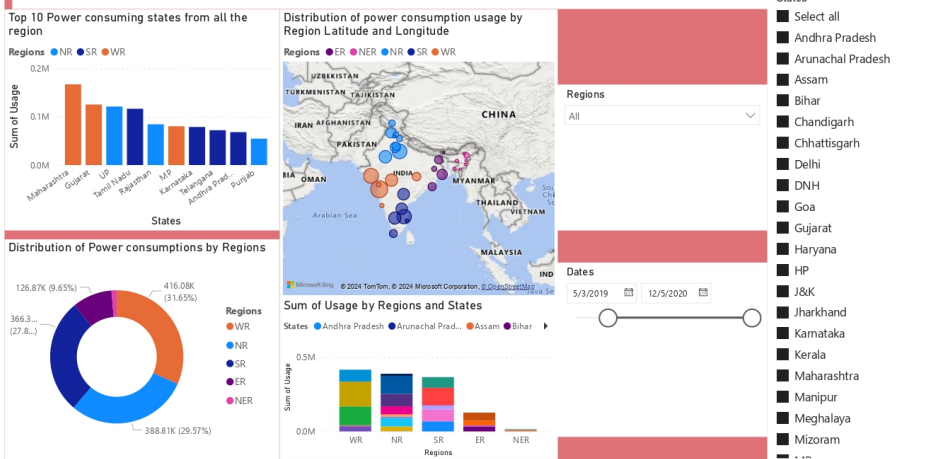 Top 10 Power consuming states from all the
region
Regions NR SR WR
0.2M
0.1M
0.0M
Sum of Usage
Maharashtra
Gujarat
UP
Tamil Nadu
Rajasthan
MP
Karnataka
Telangana
Andhra Prad...
Punjab
States
Distribution of Power consumptions by Regions
126.87K (9.65%)
416.08K
(31.65%)
366.3...
(27.8...)
388.81K (29.57%)
Regions
WR
NR
SR
ER
NER
Distribution of power consumption usage by
Region Latitude and Longitude
Regions ER NER NR SR WR
UZBEKISTAN
TURKMENISTAN
TAJIKISTAN
CHINA
IRAN
AFGHANISTAN
PAKISTAN
OMAN
INDIA
MYANMAR
THAILAND
VIETNAM
Arabian Sea
MALAYSIA
IND
Java Se
Microsoft Bing
© 2024 TomTom, © 2024 Microsoft Corporation, © OpenStreetMap
Sum of Usage by Regions and States
States Andhra Pradesh Arunachal Prad... Assam Bihar
0.5M
0.0M
Sum of Usage
WR NR SR ER NER
Regions
Regions
All
Dates
5/3/2019
12/5/2020
Select all
Andhra Pradesh
Arunachal Pradesh
Assam
Bihar
Chandigarh
Chhattisgarh
Delhi
DNH
Goa
Gujarat
Haryana
HP
J&K
Jharkhand
Karnataka
Kerala
Maharashtra
Manipur
Meghalaya
Mizoram